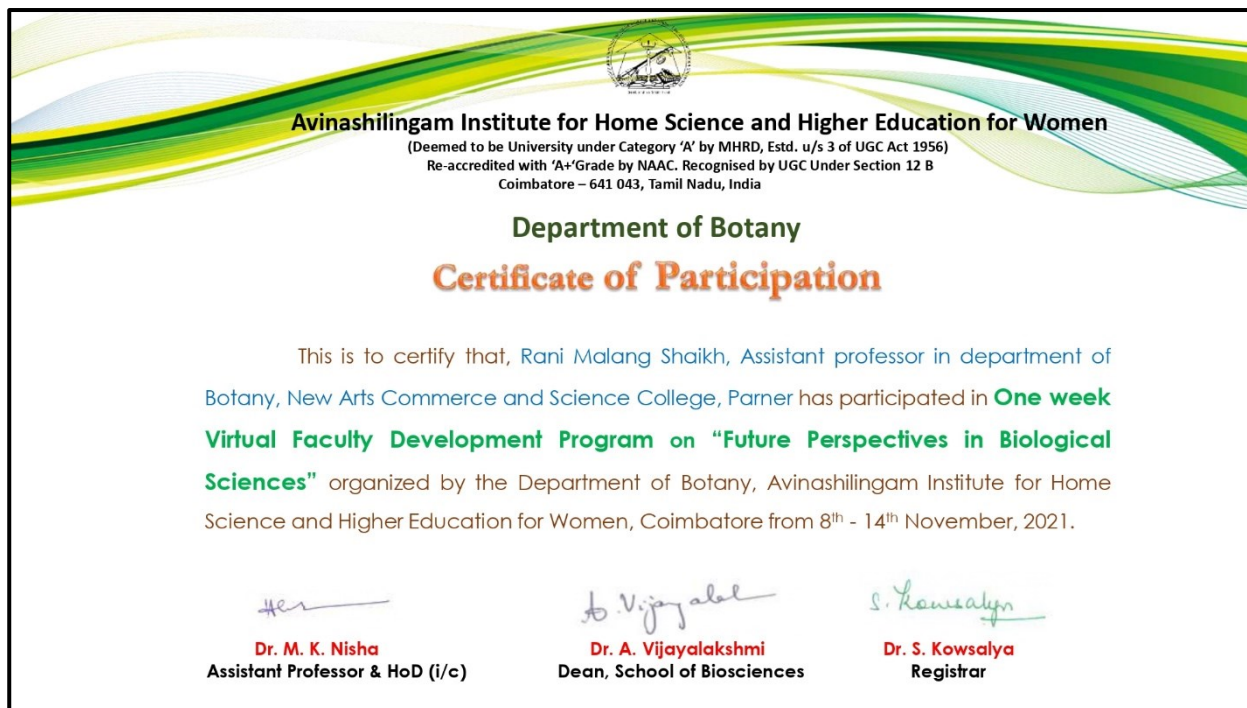 Avinashilingam Institute for Home Science and Higher Education for Women
(Deemed to be University under Category ‘A’ by MHRD, Estd. u/s 3 of UGC Act 1956)
Re-accredited with ‘A+‘Grade by NAAC. Recognised by UGC Under Section 12 B
Coimbatore – 641 043, Tamil Nadu, India
Department of Botany
Certificate of Participation
This is to certify that, Rani Malang Shaikh, Assistant professor in department of
Botany, New Arts Commerce and Science College, Parner has participated in One week
Virtual Faculty Development Program on “Future Perspectives in Biological
Sciences” organized by the Department of Botany, Avinashilingam Institute for Home
Science and Higher Education for Women, Coimbatore from 8th - 14th November, 2021.
A. Vijayalal
S. Kowsalya
Dr. M. K. Nisha
Assistant Professor & HoD (i/c)
Dr. A. Vijayalakshmi
Dean, School of Biosciences
Dr. S. Kowsalya
Registrar